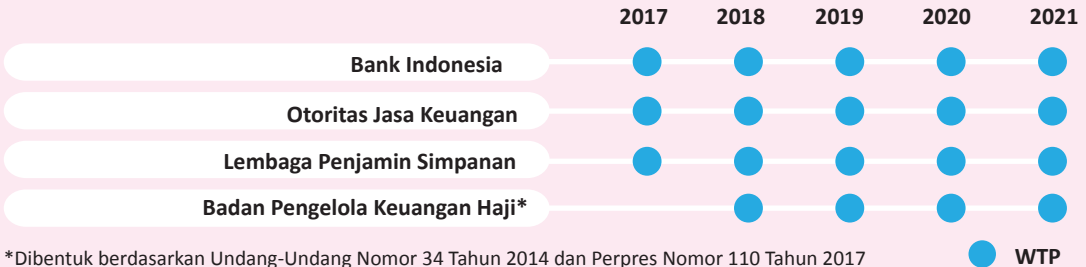 2017 2018 2019 2020 2021
Bank Indonesia
Otoritas Jasa Keuangan
Lembaga Penjamin Simpanan
Badan Pengelola Keuangan Haji*
*Dibentuk berdasarkan Undang-Undang Nomor 34 Tahun 2014 dan Perpres Nomor 110 Tahun 2017
WTP